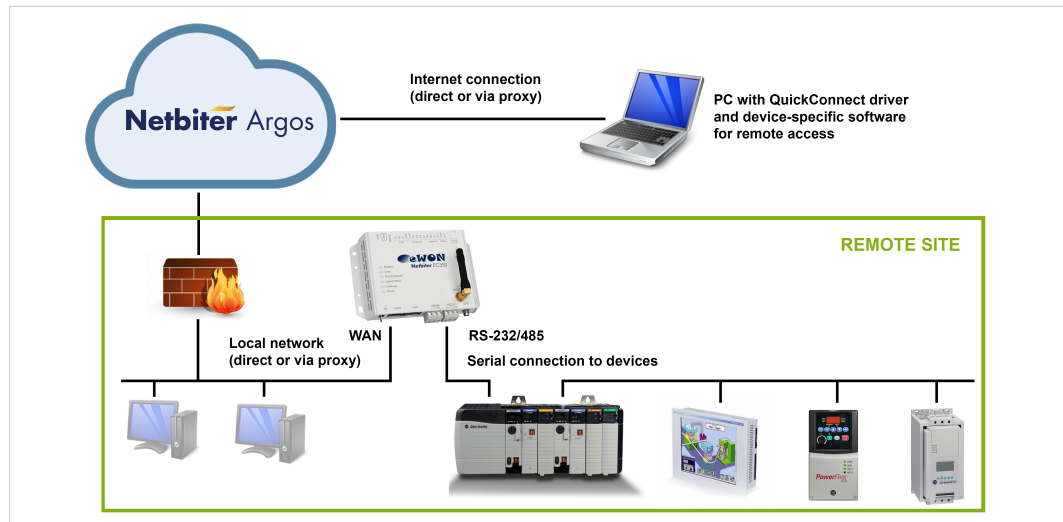 Netbiter Argos
Internet connection
(direct or via proxy)
PC with QuickConnect driver
and device-specific software
for remote access
REMOTE SITE
eWON
Netbiter EC350
WAN
RS-232/485
Local network
(direct or via proxy)
Serial connection to devices
Allen-Bradley
PowerFlex